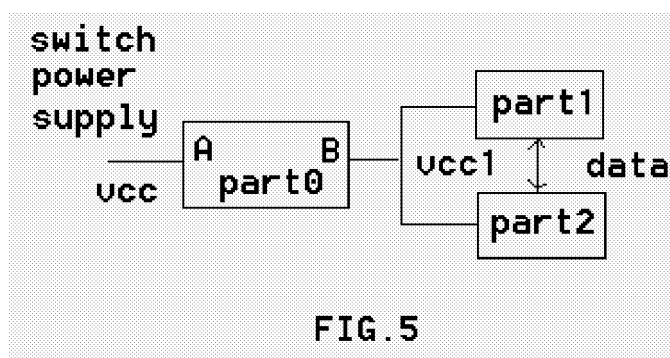 switch
power
supply
vcc
A
B
part0
vcc1
part1
data
part2
FIG.5